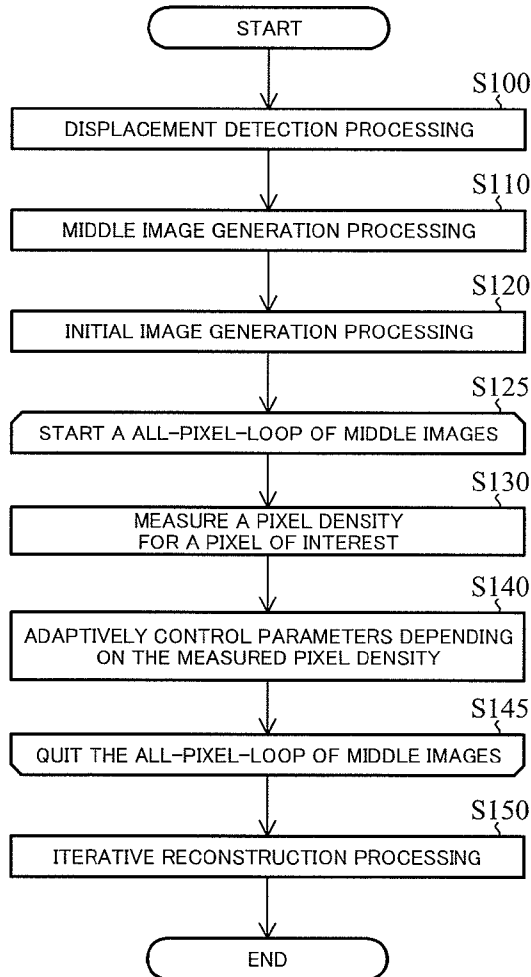 START
S100
DISPLACEMENT DETECTION PROCESSING
S110
MIDDLE IMAGE GENERATION PROCESSING
S120
INITIAL IMAGE GENERATION PROCESSING
S125
START A ALL-PIXEL-LOOP OF MIDDLE IMAGES
S130
MEASURE A PIXEL DENSITY
FOR A PIXEL OF INTEREST
S140
ADAPTIVELY CONTROL PARAMETERS DEPENDING
ON THE MEASURED PIXEL DENSITY
S145
QUIT THE ALL-PIXEL-LOOP OF MIDDLE IMAGES
S150
ITERATIVE RECONSTRUCTION PROCESSING
END